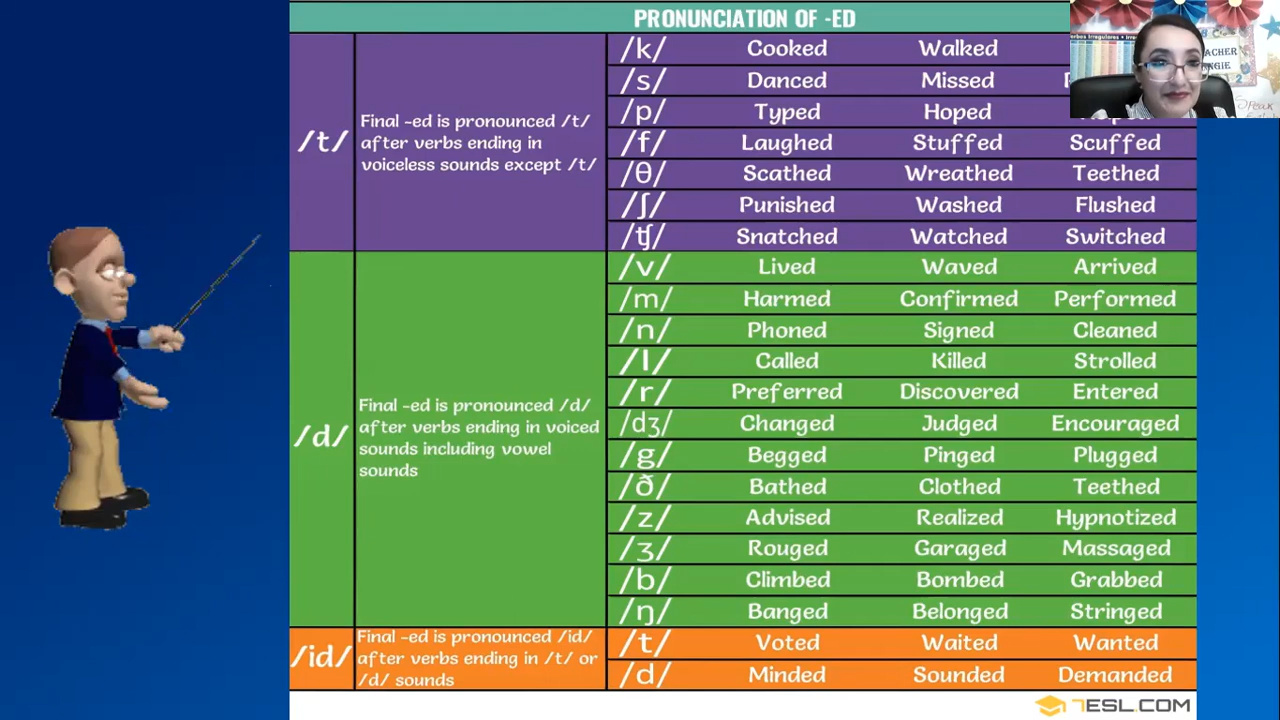 PRONUNCIATION OF -ED
/t/
Final -ed is pronounced /t/
after verbs ending in
voiceless sounds except /t/
/k/ Cooked Walked
/s/ Danced Missed
/p/ Typed Hoped
/f/ Laughed Stuffed Scuffed
/θ/ Scathed Wreathed Teethed
/ʃ/ Punished Washed Flushed
/ʧ/ Snatched Watched Switched
/d/
Final -ed is pronounced /d/
after verbs ending in voiced
sounds including vowel
sounds
/v/ Lived Waved Arrived
/m/ Harmed Confirmed Performed
/n/ Phoned Signed Cleaned
/l/ Called Killed Strolled
/r/ Preferred Discovered Entered
/dʒ/ Changed Judged Encouraged
/g/ Begged Pinged Plugged
/ð/ Bathed Clothed Teethed
/z/ Advised Realized Hypnotized
/ʒ/ Rouged Garaged Massaged
/b/ Climbed Bombed Grabbed
/ŋ/ Banged Belonged Stringed
/id/
Final -ed is pronounced /id/
after verbs ending in /t/ or
/d/ sounds
/t/ Voted Waited Wanted
/d/ Minded Sounded Demanded
7ESL.COM